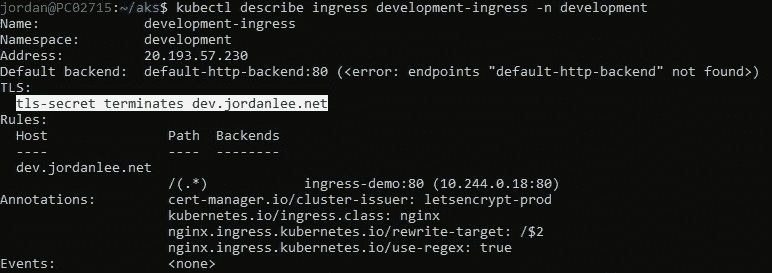 jordan@PC02715:~/aks$ kubectl describe ingress development-ingress -n development
Name:             development-ingress
Namespace:        development
Address:          20.193.57.230
Default backend:  default-http-backend:80 (<error: endpoints "default-http-backend" not found>)
TLS:
  tls-secret terminates dev.jordanlee.net
Rules:
  Host              Path  Backends
  ----              ----  --------
  dev.jordanlee.net
                    /(.*)            ingress-demo:80 (10.244.0.18:80)
Annotations:        cert-manager.io/cluster-issuer: letsencrypt-prod
                    kubernetes.io/ingress.class: nginx
                    nginx.ingress.kubernetes.io/rewrite-target: /$2
                    nginx.ingress.kubernetes.io/use-regex: true
Events:             <none>